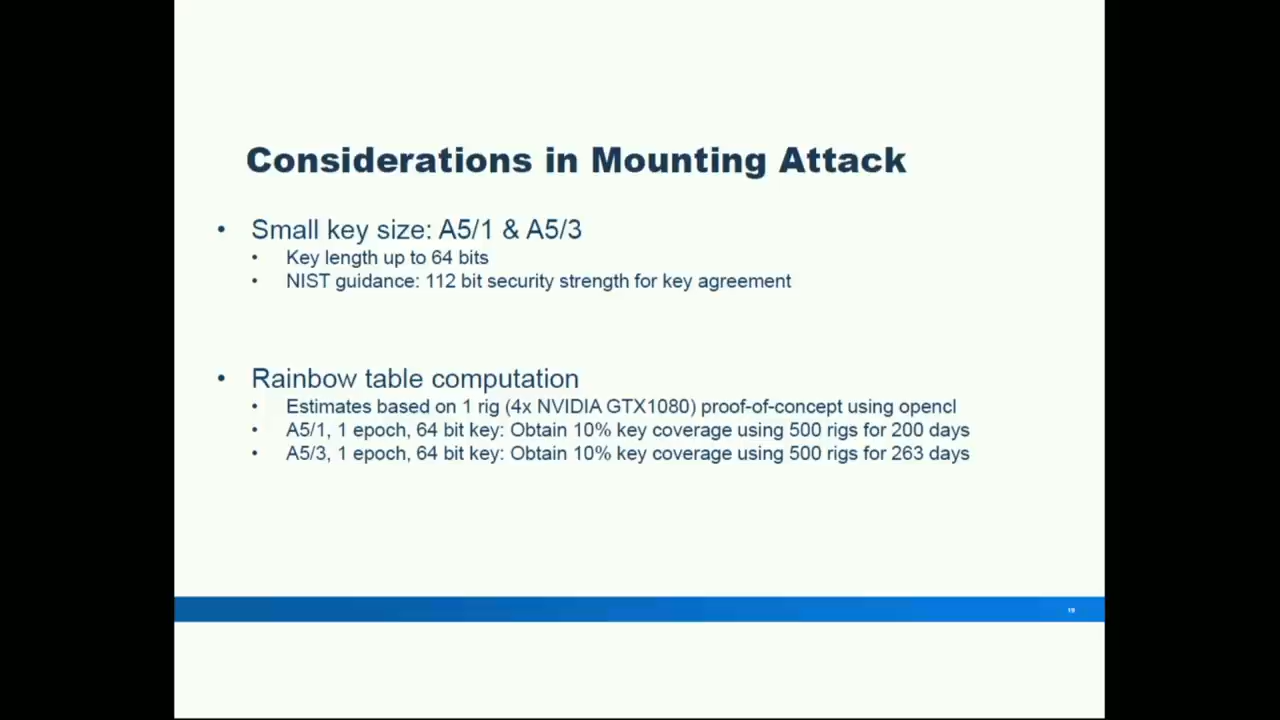 Considerations in Mounting Attack
• Small key size: A5/1 & A5/3
• Key length up to 64 bits
• NIST guidance: 112 bit security strength for key agreement
• Rainbow table computation
• Estimates based on 1 rig (4x NVIDIA GTX1080) proof-of-concept using opencl
• A5/1, 1 epoch, 64 bit key: Obtain 10% key coverage using 500 rigs for 200 days
• A5/3, 1 epoch, 64 bit key: Obtain 10% key coverage using 500 rigs for 263 days